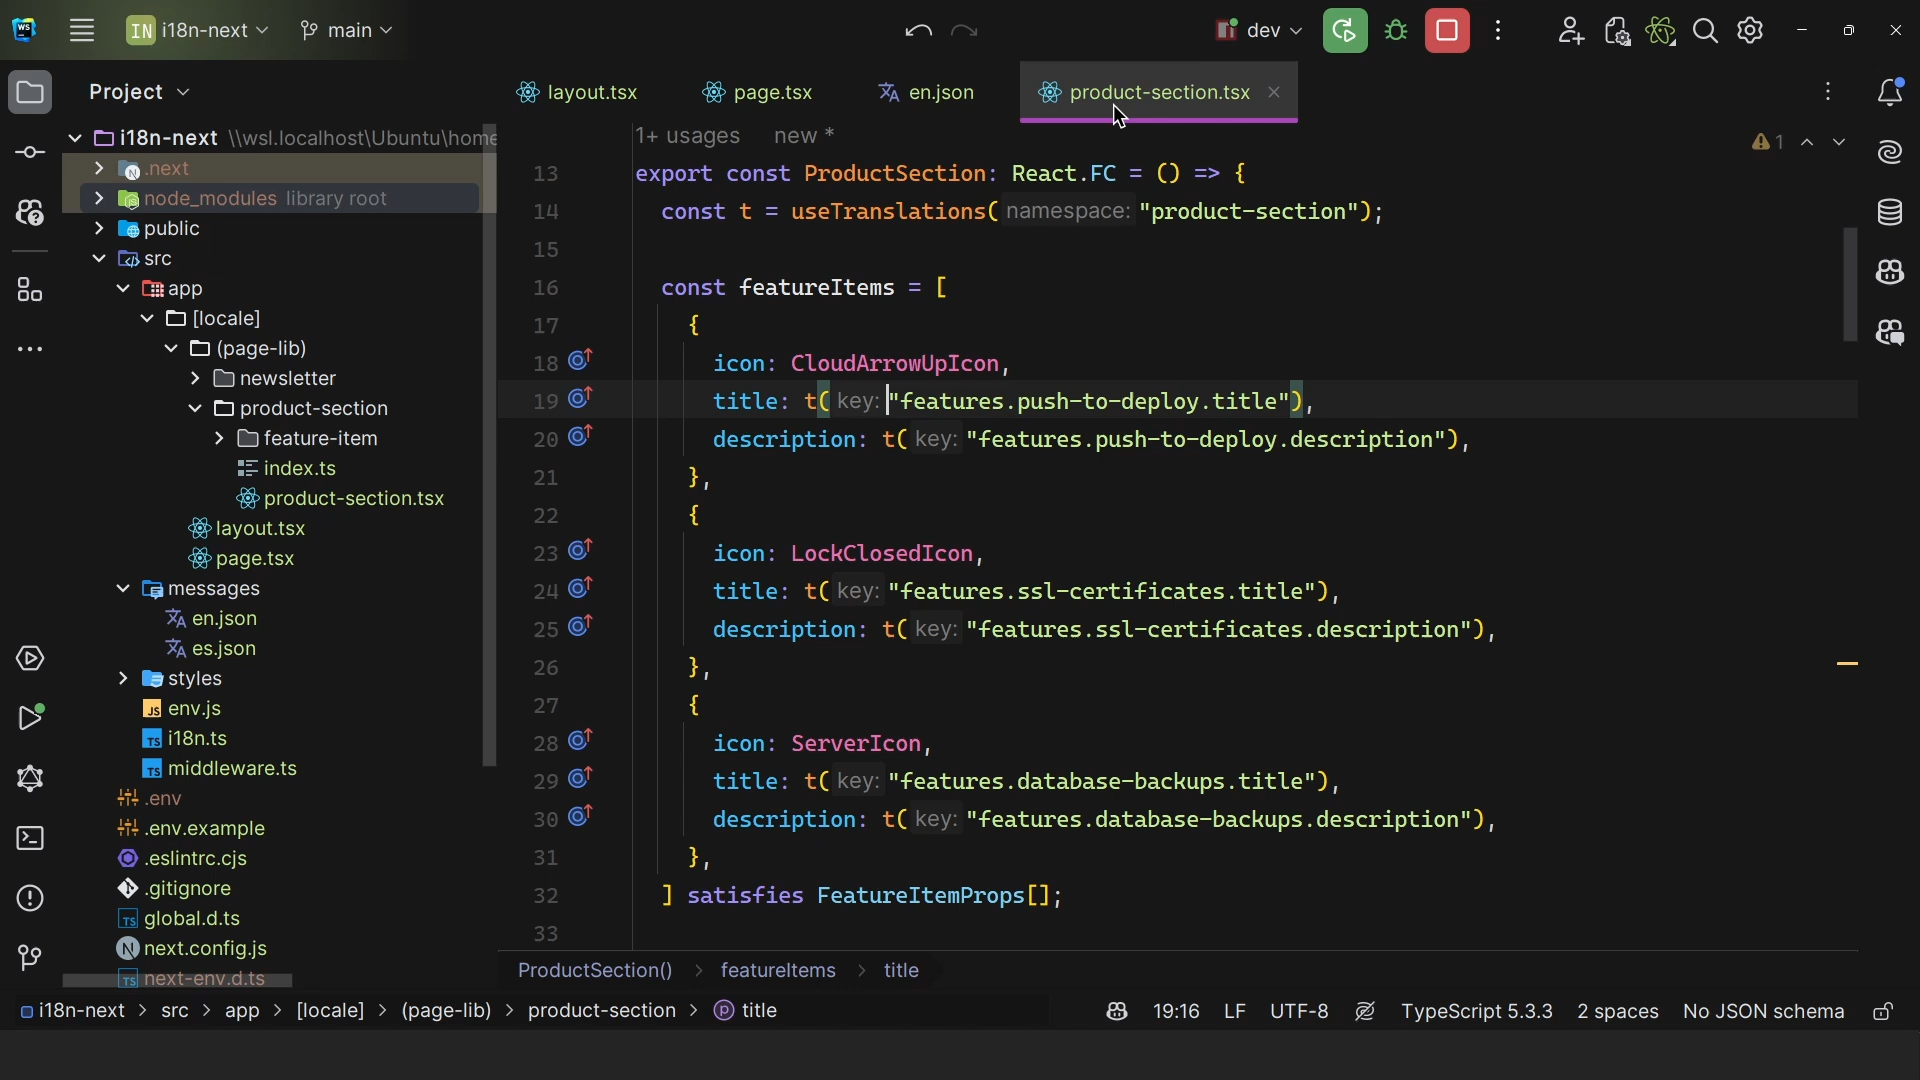 WS
IN i18n-next
main
dev
Project
layout.tsx
page.tsx
en.json
product-section.tsx
i18n-next \\wsl.localhost\Ubuntu\home
.next
node_modules library root
public
src
app
[locale]
(page-lib)
newsletter
product-section
feature-item
index.ts
product-section.tsx
layout.tsx
page.tsx
messages
en.json
es.json
styles
JS env.js
TS i18n.ts
TS middleware.ts
.env
.env.example
.eslintrc.cjs
.gitignore
TS global.d.ts
N next.config.js
TS next-env.d.ts
1+ usages new *
1
13 export const ProductSection: React.FC = () => {
14 const t = useTranslations( namespace: "product-section");
15
16 const featureItems = [
17 {
18 icon: CloudArrowUpIcon,
19 title: t( key: "features.push-to-deploy.title"),
20 description: t( key: "features.push-to-deploy.description"),
21 },
22 {
23 icon: LockClosedIcon,
24 title: t( key: "features.ssl-certificates.title"),
25 description: t( key: "features.ssl-certificates.description"),
26 },
27 {
28 icon: ServerIcon,
29 title: t( key: "features.database-backups.title"),
30 description: t( key: "features.database-backups.description"),
31 },
32 ] satisfies FeatureItemProps[];
33
ProductSection() > featureItems > title
i18n-next > src > app > [locale] > (page-lib) > product-section > title
19:16 LF UTF-8 TypeScript 5.3.3 2 spaces No JSON schema